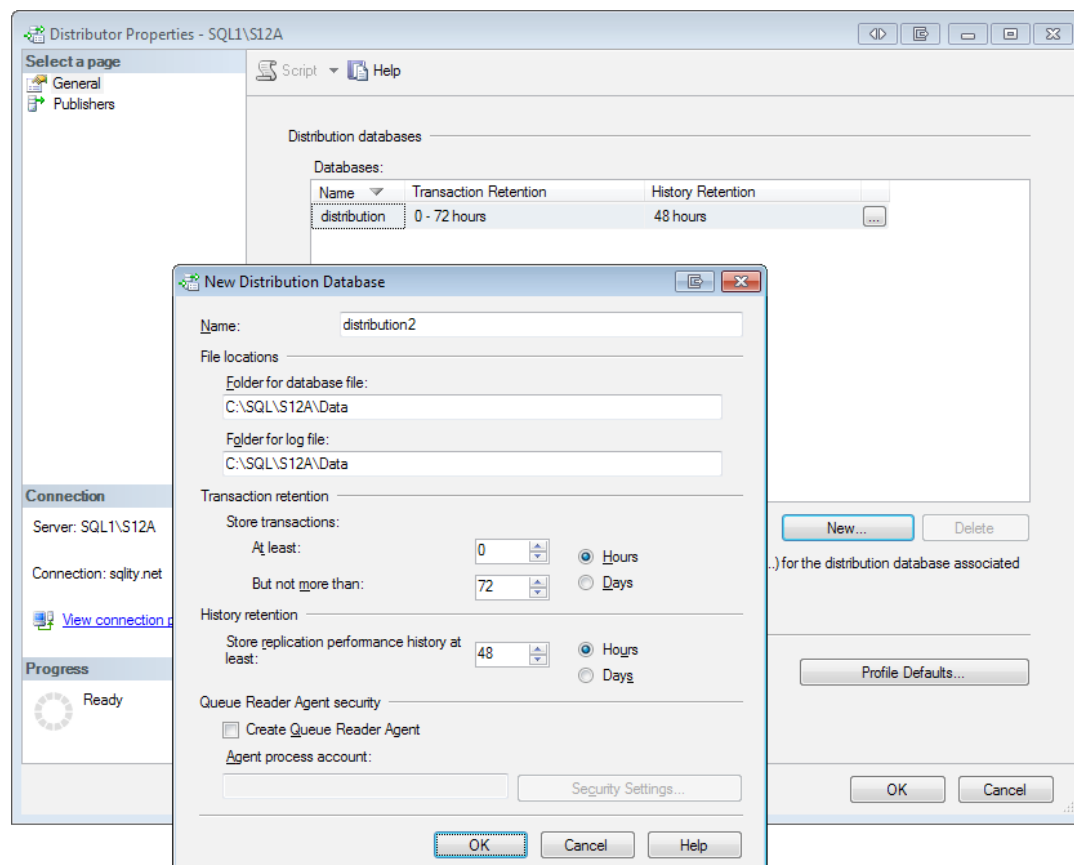 Distributor Properties - SQL1\S12A
Select a page
General
Publishers
Script
Help
Distribution databases
Databases:
Name Transaction Retention History Retention
distribution 0 - 72 hours 48 hours ...
New Distribution Database
Name: distribution2
File locations
Folder for database file:
C:\SQL\S12A\Data
Folder for log file:
C:\SQL\S12A\Data
Transaction retention
Store transactions:
At least: 0
Hours
But not more than: 72
Days
History retention
Store replication performance history at
least:
48
Hours
Days
Queue Reader Agent security
Create Queue Reader Agent
Agent process account:
Security Settings...
OK Cancel Help
Connection
Server: SQL1\S12A
Connection: sqlity.net
View connection p
Progress
Ready
New... Delete
..) for the distribution database associated
Profile Defaults...
OK Cancel